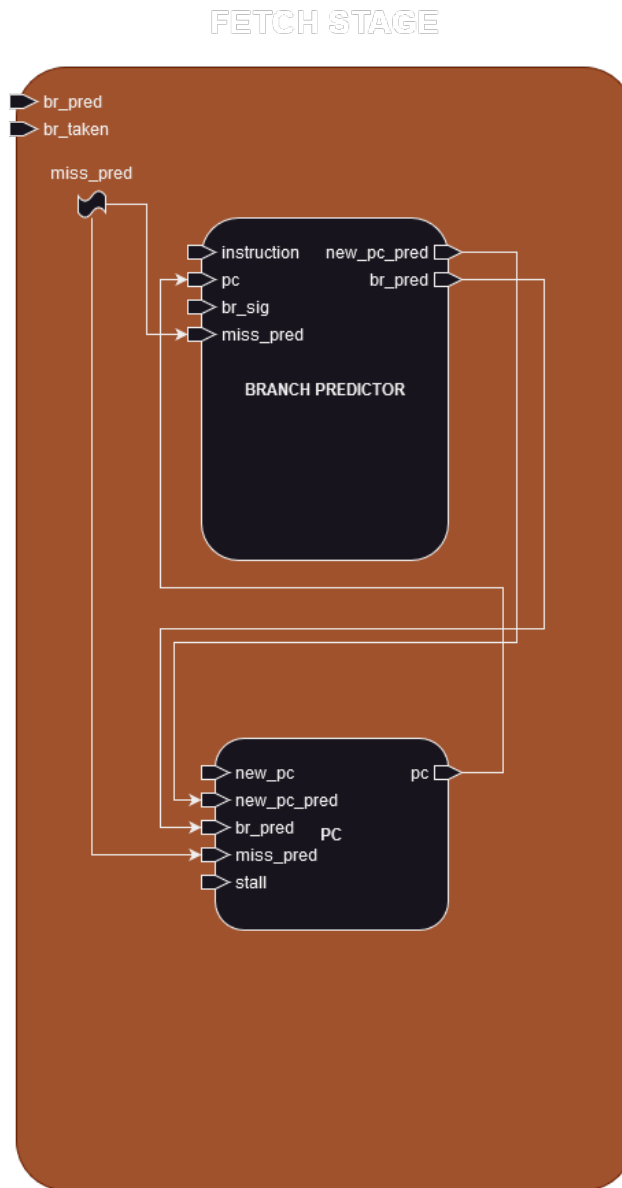 FETCH STAGE
br_pred
br_taken
miss_pred
instruction
new_pc_pred
pc
br_pred
br_sig
miss_pred
BRANCH PREDICTOR
new_pc
pc
new_pc_pred
br_pred
PC
miss_pred
stall